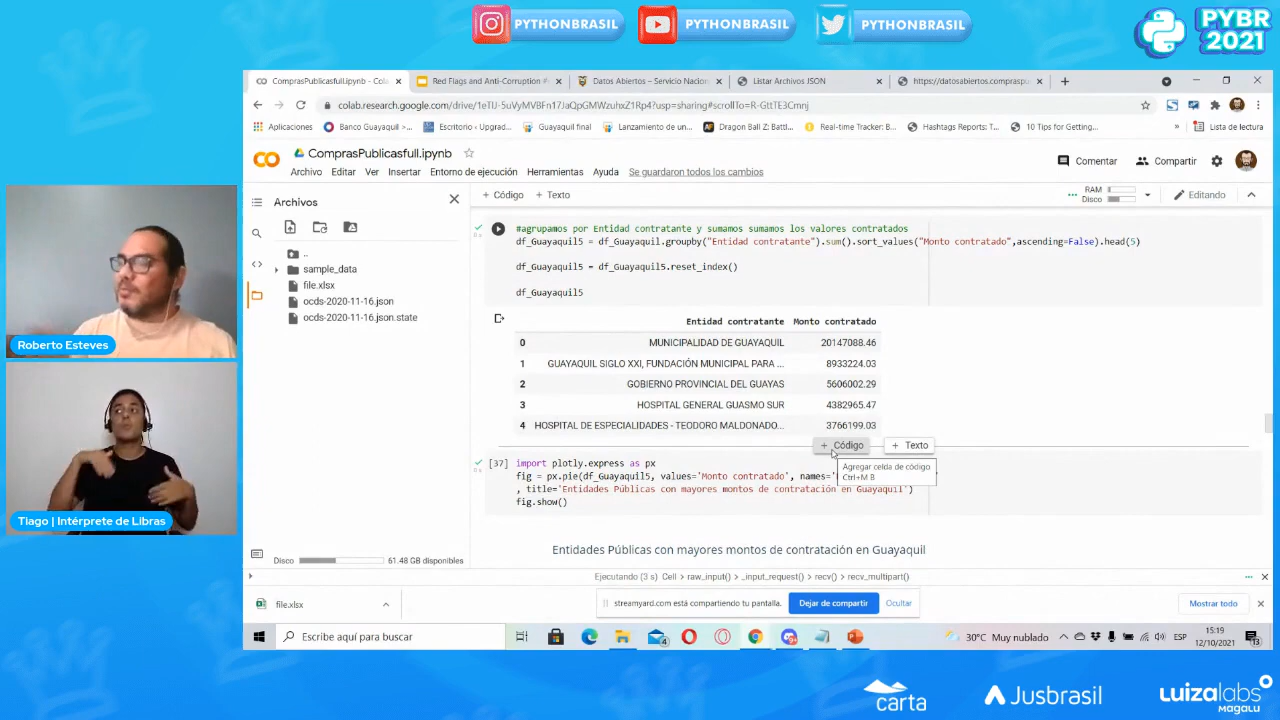 PYTHONBRASIL
PYTHONBRASIL
PYTHONBRASIL
PYBR
2021
ComprasPublicasfull.ipynb - Cola
Red Flags and Anti-Corruption #
Datos Abiertos – Servicio Nacion
Listar Archivos JSON
https://datosabiertos.compraspu
colab.research.google.com/drive/1eTIJ-5uVyMVBFn17JaQpGMWzuhxZ1Rp4?usp=sharing#scrollTo=R-GttTE3Cmnj
Aplicaciones
Banco Guayaquil >...
Escritorio ‹ Upgrad...
Guayaquil final
Lanzamiento de un...
Dragon Ball Z: Battl...
Real-time Tracker: B...
Hashtags Reports: T...
10 Tips for Getting...
»
Lista de lectura
ComprasPublicasfull.ipynb
Comentar
Compartir
Archivo Editar Ver Insertar Entorno de ejecución Herramientas Ayuda Se guardaron todos los cambios
Archivos
+ Código + Texto
RAM
Disco
Editando
..
sample_data
file.xlsx
ocds-2020-11-16.json
ocds-2020-11-16.json.state
#agrupamos por Entidad contratante y sumamos sumamos los valores contratados
df_Guayaquil5 = df_Guayaquil.groupby("Entidad contratante").sum().sort_values("Monto contratado",ascending=False).head(5)
df_Guayaquil5 = df_Guayaquil5.reset_index()
df_Guayaquil5
Entidad contratante Monto contratado
0 MUNICIPALIDAD DE GUAYAQUIL 20147088.46
1 GUAYAQUIL SIGLO XXI, FUNDACIÓN MUNICIPAL PARA ... 8933224.03
2 GOBIERNO PROVINCIAL DEL GUAYAS 5606002.29
3 HOSPITAL GENERAL GUASMO SUR 4382965.47
4 HOSPITAL DE ESPECIALIDADES - TEODORO MALDONADO... 3766199.03
+ Código + Texto
Agregar celda de código
Ctrl+M B
[37] import plotly.express as px
fig = px.pie(df_Guayaquil5, values='Monto contratado', names='
, title='Entidades Públicas con mayores montos de contratación en Guayaquil')
fig.show()
Entidades Públicas con mayores montos de contratación en Guayaquil
Disco 61.48 GB disponibles
Ejecutando (3 s) Cell > raw_input() > _input_request() > recv() > recv_multipart()
file.xlsx
streamyard.com está compartiendo tu pantalla.
Dejar de compartir
Ocultar
Mostrar todo
Escribe aquí para buscar
4
30°C Muy nublado
ESP
15:19
12/10/2021
13
Roberto Esteves
Tiago | Intérprete de Libras
carta
Jusbrasil
luizalabs
MAGALU